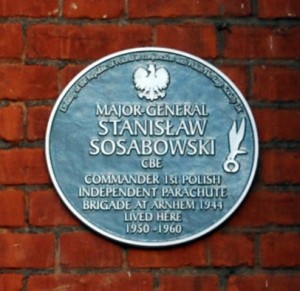 MAJOR-GENERAL
STANISŁAW
SOSABOWSKI
CBE
COMMANDER 1ST POLISH
INDEPENDENT PARACHUTE
BRIGADE AT ARNHEM 1944
LIVED HERE
1950-1960